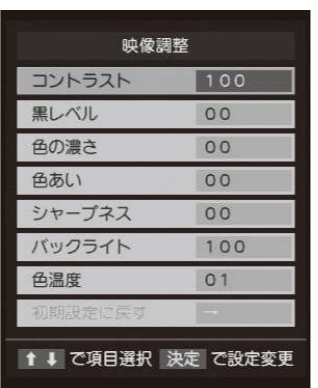 映像調整
コントラスト 100
黒レベル 00
色の濃さ 00
色あい 00
シャープネス 00
バックライト 100
色温度 01
初期設定に戻す →
⬆⬇ で項目選択 決定 で設定変更